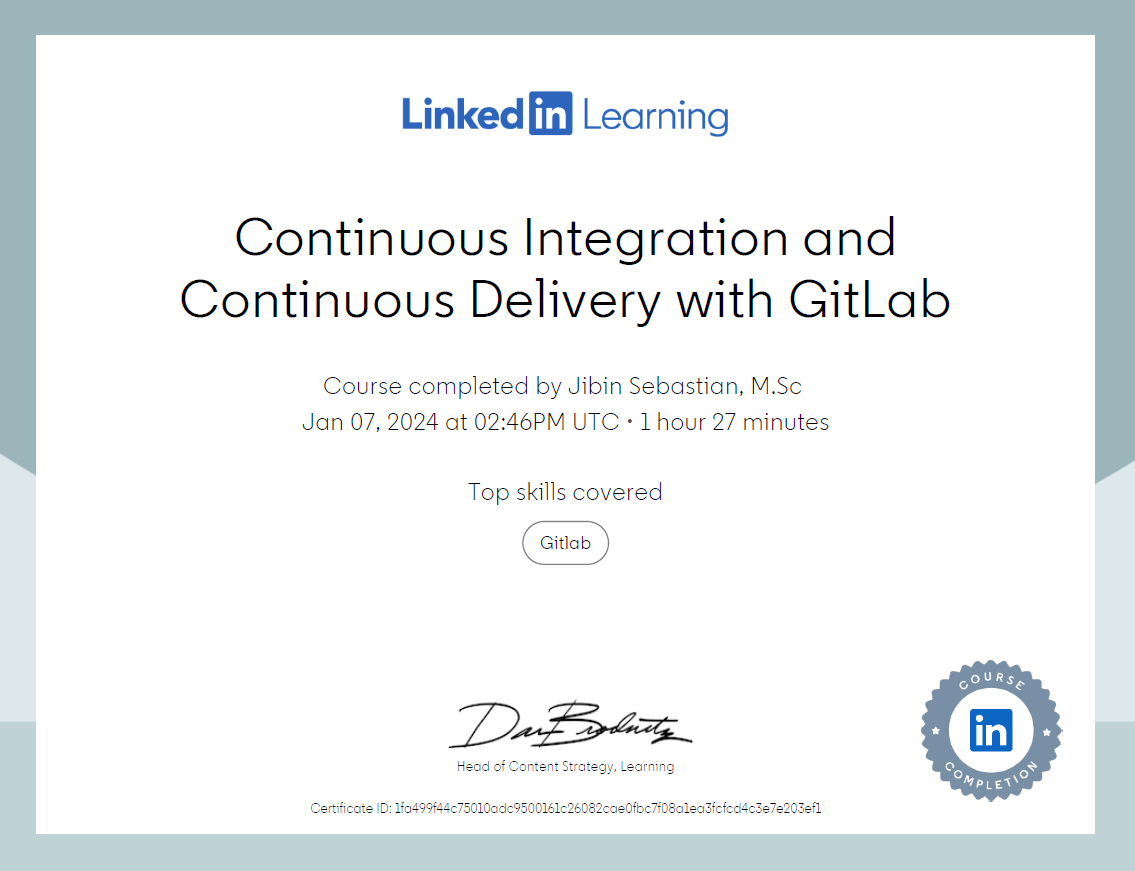 LinkedIn Learning
Continuous Integration and
Continuous Delivery with GitLab
Course completed by Jibin Sebastian, M.Sc
Jan 07, 2024 at 02:46PM UTC • 1 hour 27 minutes
Top skills covered
Gitlab
Dan Brodnitz
Head of Content Strategy, Learning
COURSE
in
COMPLETION
Certificate ID: 1fa499f44c75010adc9500161c26082cae0fbc7f08a1ea3fcfcd4c3e7e203ef1